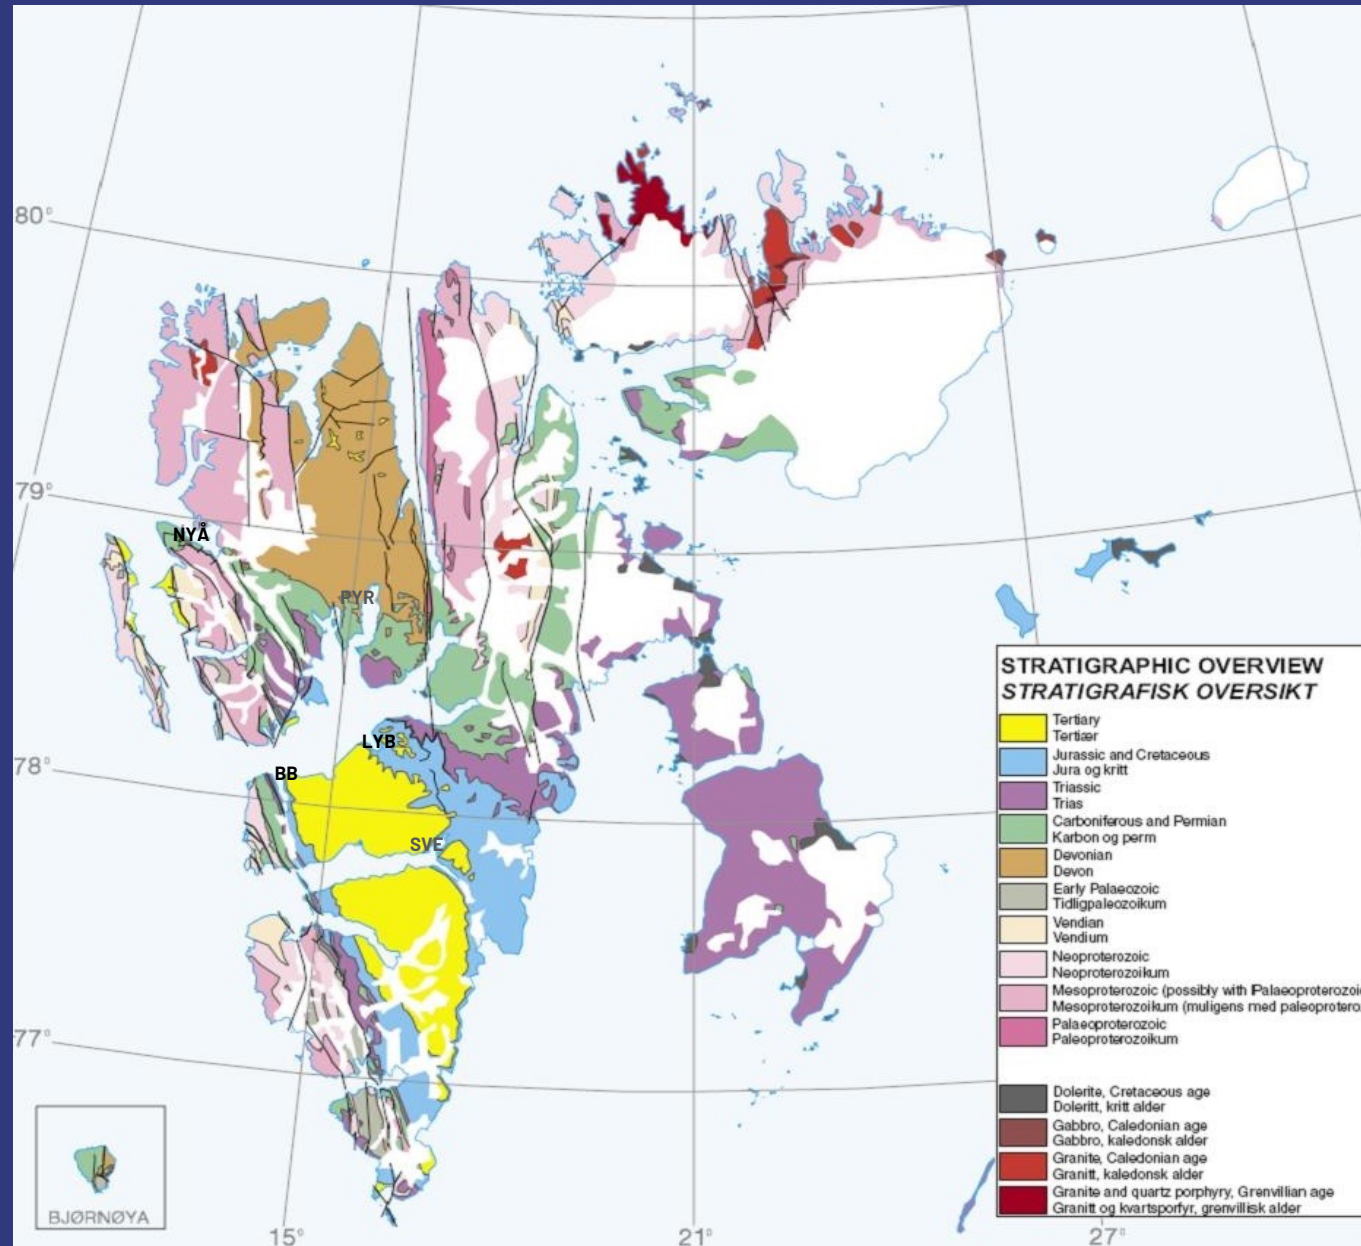 80°
79°
NYÅ
PYR
STRATIGRAPHIC OVERVIEW
STRATIGRAFISK OVERSIKT
Tertiary
Tertiær
LYB
Jurassic and Cretaceous
Jura og kritt
78°
BB
Triassic
Trias
Carboniferous and Permian
Karbon og perm
SVE
Devonian
Devon
Early Palaeozoic
Tidligpaleozoikum
Vendian
Vendium
Neoproterozoic
Neoproterozoikum
Mesoproterozoic (possibly with Palaeoproterozoic
Mesoproterozoikum (muligens med paleoprotero
Palaeoproterozoic
Paleoproterozoikum
77°
Dolerite, Cretaceous age
Doleritt, kritt alder
Gabbro, Caledonian age
Gabbro, kaledonsk alder
Granite, Caledonian age
Granitt, kaledonsk alder
Granite and quartz porphyry, Grenvillian age
Granitt og kvartsporfyr, grenvillisk alder
BJØRNØYA
15°
21°
27°